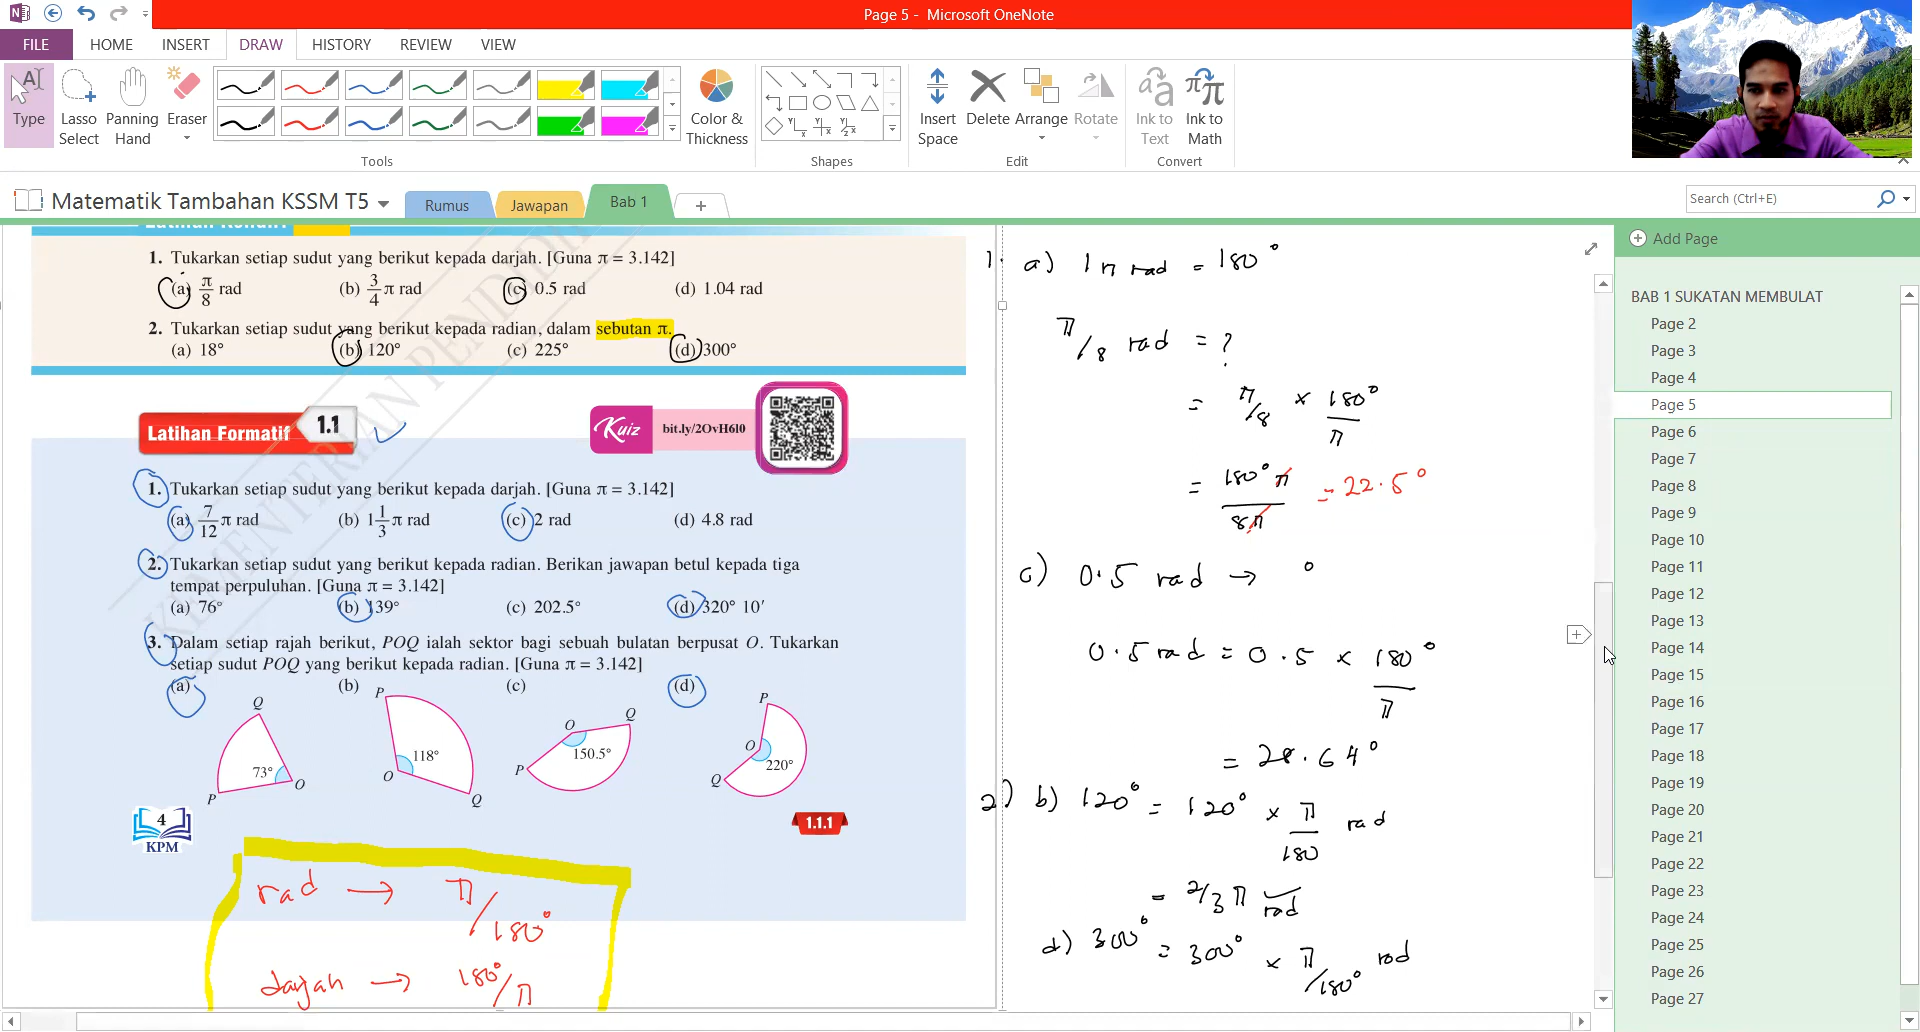 Page 5 - Microsoft OneNote
FILE HOME INSERT DRAW HISTORY REVIEW VIEW
Type
Lasso Select
Panning Hand
Eraser
Color & Thickness
Insert Space
Delete
Arrange
Rotate
Ink to Text
Ink to Math
Tools
Shapes
Edit
Convert
Matematik Tambahan KSSM T5
Rumus
Jawapan
Bab 1
Search (Ctrl+E)
1. Tukarkan setiap sudut yang berikut kepada darjah. [Guna π = 3.142]
(a) π/8 rad (b) 3/4 π rad (c) 0.5 rad (d) 1.04 rad
2. Tukarkan setiap sudut yang berikut kepada radian, dalam sebutan π.
(a) 18° (b) 120° (c) 225° (d) 300°
Latihan Formatif 1.1
Kuiz bit.ly/2OvH6l0
1. Tukarkan setiap sudut yang berikut kepada darjah. [Guna π = 3.142]
(a) 7/12 π rad (b) 1 1/3 π rad (c) 2 rad (d) 4.8 rad
2. Tukarkan setiap sudut yang berikut kepada radian. Berikan jawapan betul kepada tiga
tempat perpuluhan. [Guna π = 3.142]
(a) 76° (b) 139° (c) 202.5° (d) 320° 10′
3. Dalam setiap rajah berikut, POQ ialah sektor bagi sebuah bulatan berpusat O. Tukarkan
setiap sudut POQ yang berikut kepada radian. [Guna π = 3.142]
(a) (b) (c) (d)
Q 73° O P
P 118° O Q
O Q 150.5° P
P O 220° Q
4
KPM
1.1.1
rad → π/180°
darjah → 180°/π
1. a) 1π rad = 180°
π/8 rad = ?
= π/8 × 180°/π
= 180°π/8π = 22.5°
c) 0.5 rad → °
0.5 rad = 0.5 × 180°/π
= 28.64°
2) b) 120° = 120° × π/180 rad
= 2/3 π rad
d) 300° = 300° × π/180° rad
Add Page
BAB 1 SUKATAN MEMBULAT
Page 2
Page 3
Page 4
Page 5
Page 6
Page 7
Page 8
Page 9
Page 10
Page 11
Page 12
Page 13
Page 14
Page 15
Page 16
Page 17
Page 18
Page 19
Page 20
Page 21
Page 22
Page 23
Page 24
Page 25
Page 26
Page 27